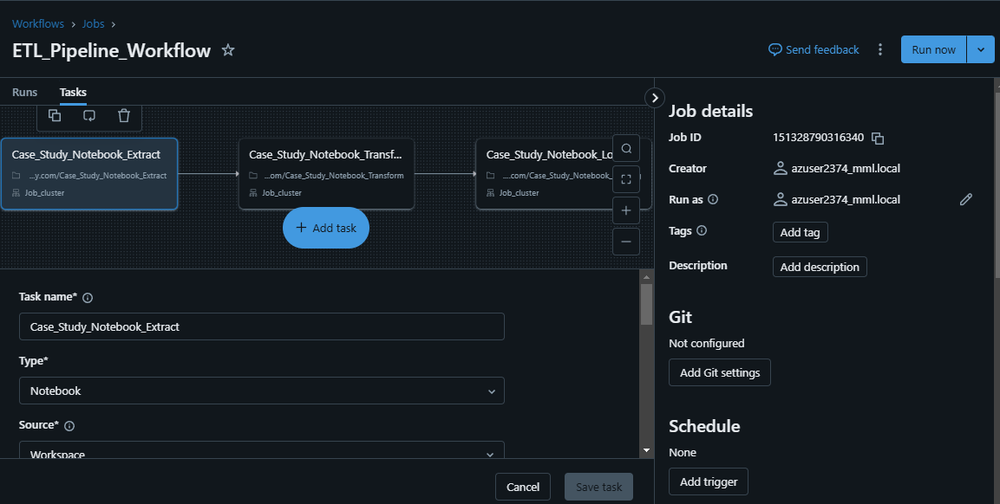 Workflows > Jobs >
ETL_Pipeline_Workflow
Send feedback
Run now
Runs
Tasks
Case_Study_Notebook_Extract
...y.com/Case_Study_Notebook_Extract
Job_cluster
Case_Study_Notebook_Transf...
...om/Case_Study_Notebook_Transform
Job_cluster
Case_Study_Notebook_Lo
....com/Case_Study_Notebook_
Job_cluster
+ Add task
Task name*
Case_Study_Notebook_Extract
Type*
Notebook
Source*
Workspace
Cancel
Save task
Job details
Job ID
151328790316340
Creator
azuser2374_mml.local
Run as
azuser2374_mml.local
Tags
Add tag
Description
Add description
Git
Not configured
Add Git settings
Schedule
None
Add trigger